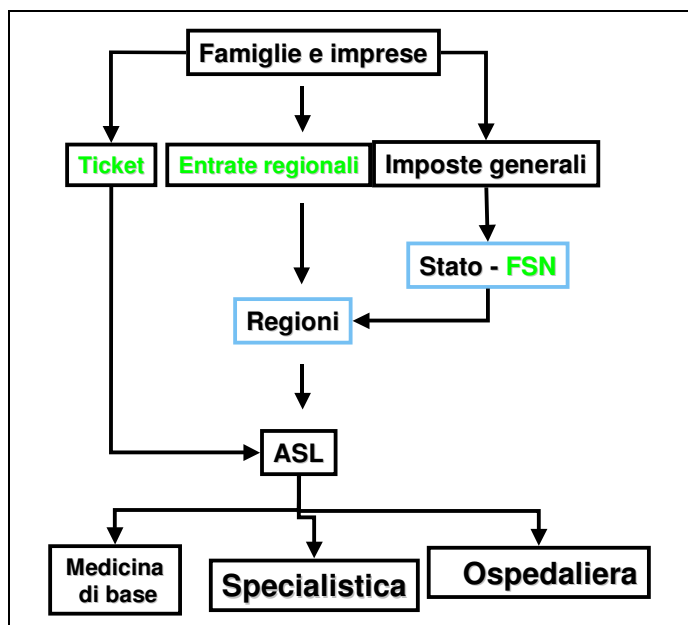 Famiglie e imprese
Ticket
Entrate regionali
Imposte generali
Stato - FSN
Regioni
ASL
Medicina
di base
Specialistica
Ospedaliera